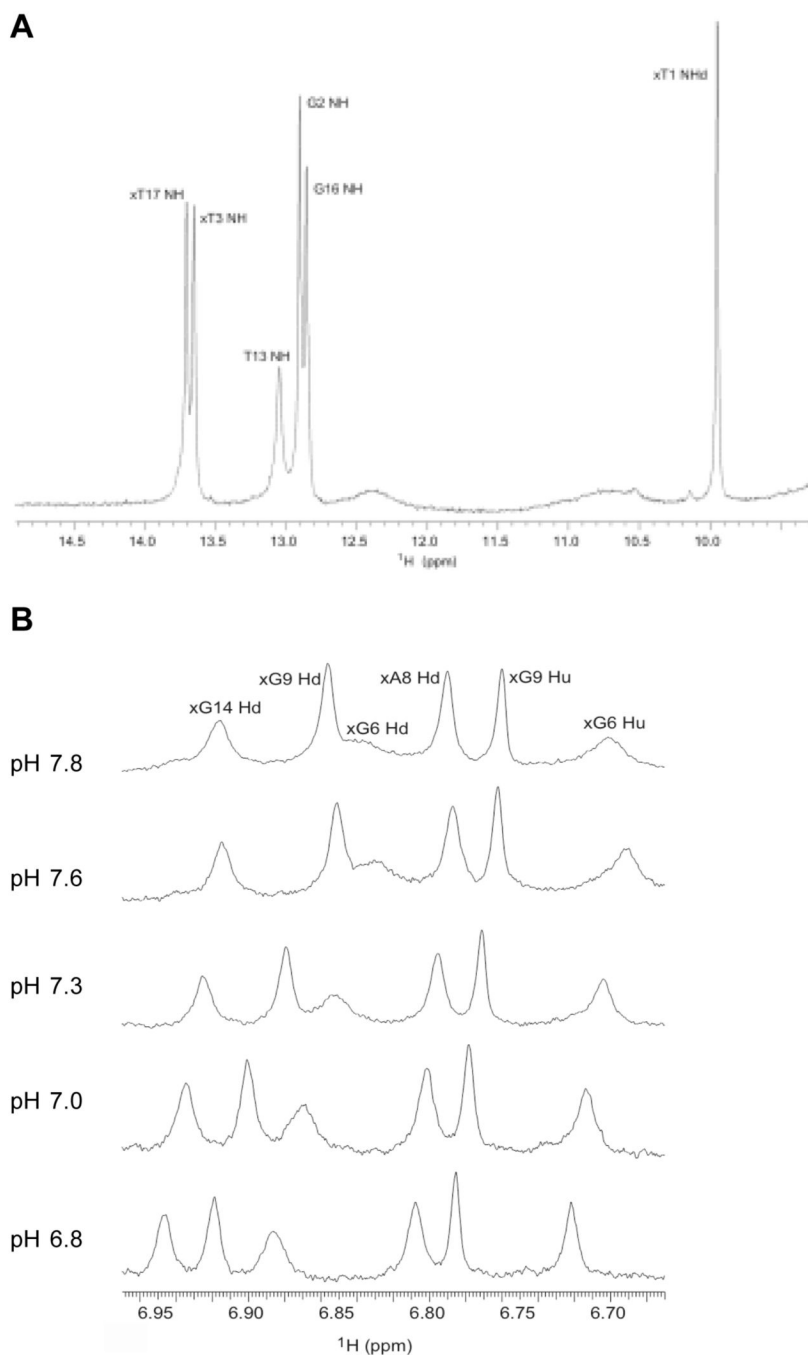 A
xT1 NHd
G2 NH
G16 NH
xT17 NH
xT3 NH
T13 NH
14.5 14.0 13.5 13.0 12.5 12.0 11.5 11.0 10.5 10.0
¹H (ppm)
B
xG9 Hd
xA8 Hd
xG9 Hu
xG14 Hd
xG6 Hd
xG6 Hu
pH 7.8
pH 7.6
pH 7.3
pH 7.0
pH 6.8
6.95 6.90 6.85 6.80 6.75 6.70
¹H (ppm)